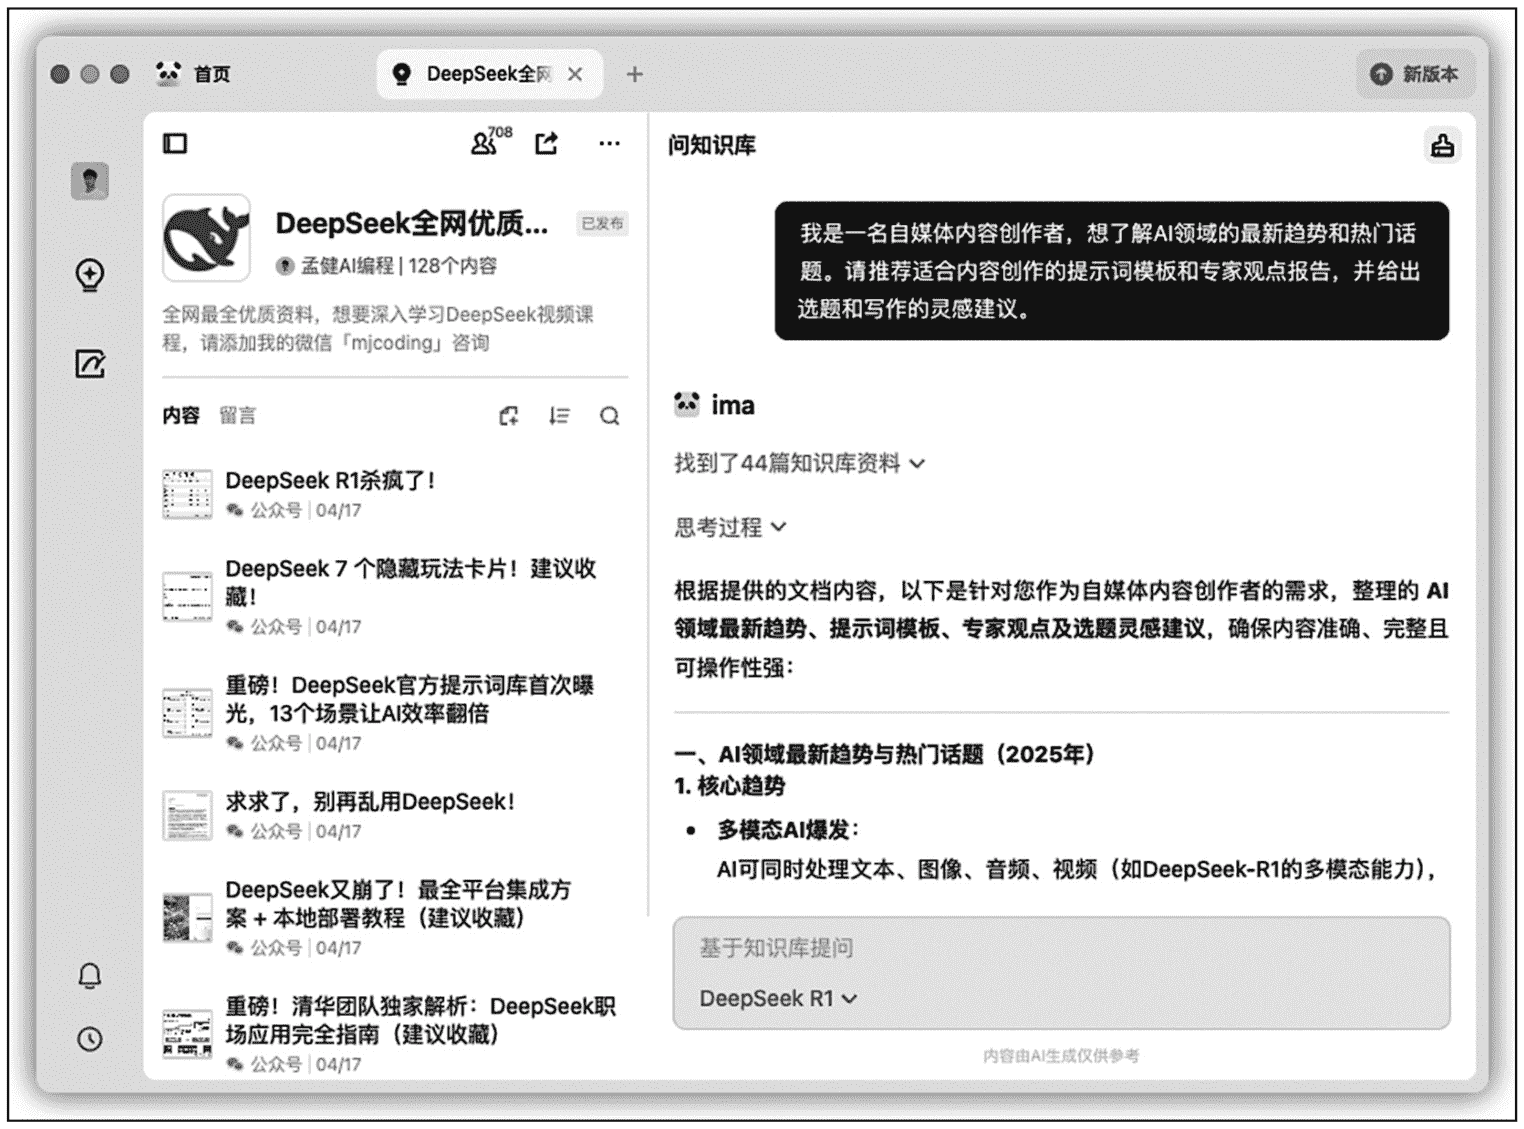 首页
DeepSeek全网
新版本
708
DeepSeek全网优质...
已发布
孟健AI编程 | 128个内容
全网最全优质资料，想要深入学习DeepSeek视频课
程，请添加我的微信「mjcoding」咨询
内容 留言
DeepSeek R1杀疯了！
公众号 | 04/17
DeepSeek 7 个隐藏玩法卡片！建议收
藏！
公众号 | 04/17
重磅！DeepSeek官方提示词库首次曝
光，13个场景让AI效率翻倍
公众号 | 04/17
求求了，别再乱用DeepSeek！
公众号 | 04/17
DeepSeek又崩了！最全平台集成方
案 + 本地部署教程（建议收藏）
公众号 | 04/17
重磅！清华团队独家解析：DeepSeek职
场应用完全指南（建议收藏）
公众号 | 04/17
问知识库
我是一名自媒体内容创作者，想了解AI领域的最新趋势和热门话
题。请推荐适合内容创作的提示词模板和专家观点报告，并给出
选题和写作的灵感建议。
ima
找到了44篇知识库资料
思考过程
根据提供的文档内容，以下是针对您作为自媒体内容创作者的需求，整理的 AI
领域最新趋势、提示词模板、专家观点及选题灵感建议，确保内容准确、完整且
可操作性强：
一、AI领域最新趋势与热门话题（2025年）
1. 核心趋势
• 多模态AI爆发：
AI可同时处理文本、图像、音频、视频（如DeepSeek-R1的多模态能力），
基于知识库提问
DeepSeek R1
内容由AI生成仅供参考